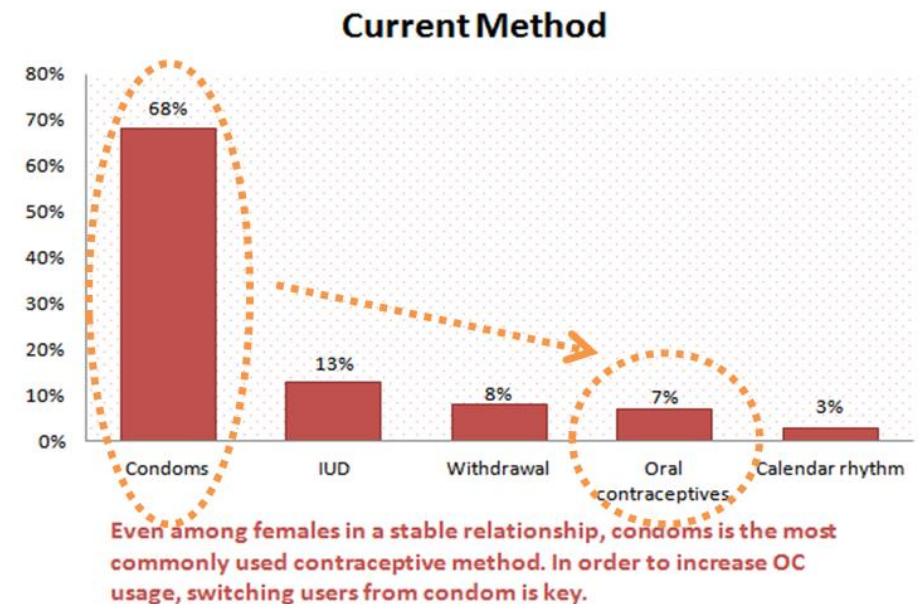 Current Method
80%
70%
60%
50%
40%
30%
20%
10%
0%
68%
13%
8%
7%
3%
Condoms
IUD
Withdrawal
Oral
contraceptives
Calendar rhythm
Even among females in a stable relationship, condoms is the most
commonly used contraceptive method. In order to increase OC
usage, switching users from condom is key.